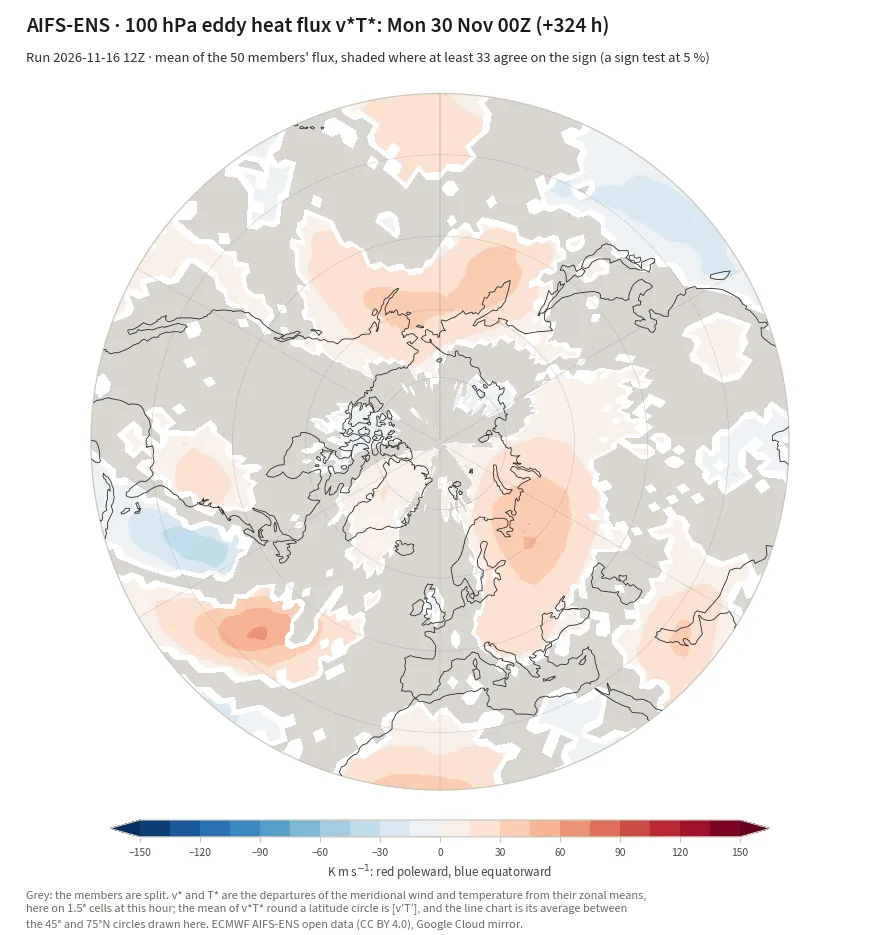 AIFS-ENS · 100 hPa eddy heat flux v*T*: Mon 30 Nov 00Z (+324 h)
Run 2026-11-16 12Z · mean of the 50 members' flux, shaded where at least 33 agree on the sign (a sign test at 5 %)
−150 −120 −90 −60 −30 0 30 60 90 120 150
K m s⁻¹: red poleward, blue equatorward
Grey: the members are split. v* and T* are the departures of the meridional wind and temperature from their zonal means,
here on 1.5° cells at this hour; the mean of v*T* round a latitude circle is [v′T′], and the line chart is its average between
the 45° and 75°N circles drawn here. ECMWF AIFS-ENS open data (CC BY 4.0), Google Cloud mirror.